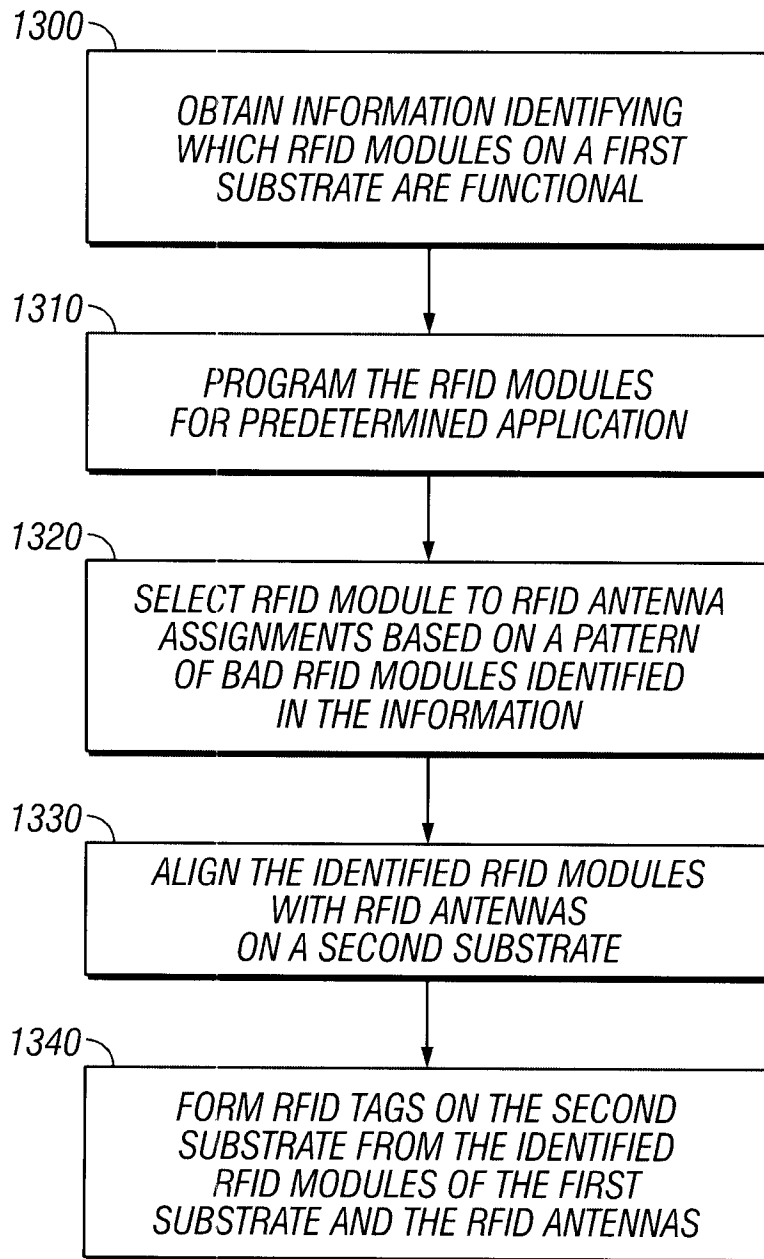 1300
OBTAIN INFORMATION IDENTIFYING
WHICH RFID MODULES ON A FIRST
SUBSTRATE ARE FUNCTIONAL
1310
PROGRAM THE RFID MODULES
FOR PREDETERMINED APPLICATION
1320
SELECT RFID MODULE TO RFID ANTENNA
ASSIGNMENTS BASED ON A PATTERN
OF BAD RFID MODULES IDENTIFIED
IN THE INFORMATION
1330
ALIGN THE IDENTIFIED RFID MODULES
WITH RFID ANTENNAS
ON A SECOND SUBSTRATE
1340
FORM RFID TAGS ON THE SECOND
SUBSTRATE FROM THE IDENTIFIED
RFID MODULES OF THE FIRST
SUBSTRATE AND THE RFID ANTENNAS